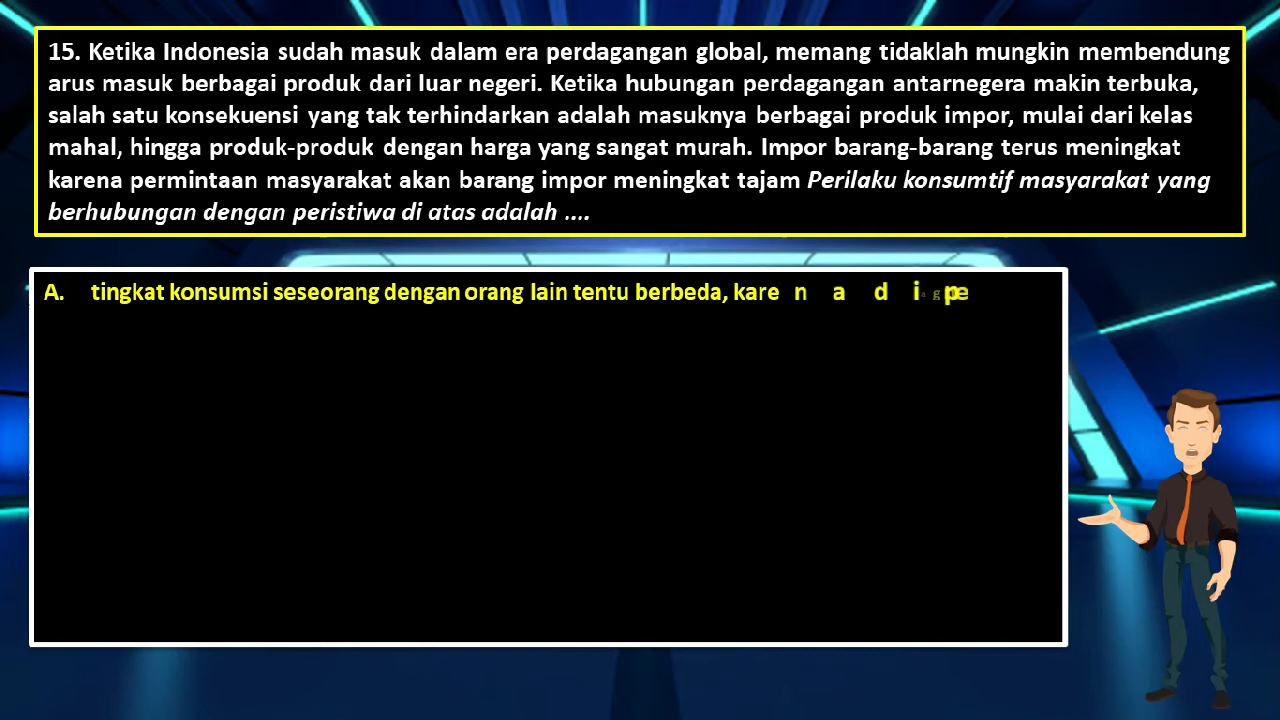 15. Ketika Indonesia sudah masuk dalam era perdagangan global, memang tidaklah mungkin membendung
arus masuk berbagai produk dari luar negeri. Ketika hubungan perdagangan antarnegera makin terbuka,
salah satu konsekuensi yang tak terhindarkan adalah masuknya berbagai produk impor, mulai dari kelas
mahal, hingga produk-produk dengan harga yang sangat murah. Impor barang-barang terus meningkat
karena permintaan masyarakat akan barang impor meningkat tajam Perilaku konsumtif masyarakat yang
berhubungan dengan peristiwa di atas adalah ....
A. tingkat konsumsi seseorang dengan orang lain tentu berbeda, kare n a d i